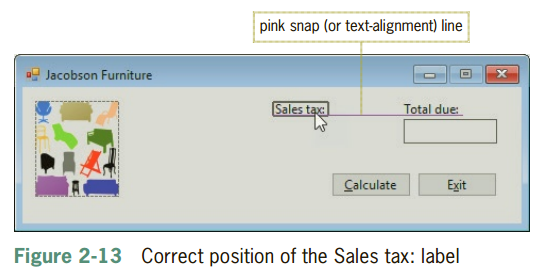 pink snap (or text-alignment) line
Jacobson Furniture
Sales tax: Total due:
Calculate Exit
Figure 2-13 Correct position of the Sales tax: label